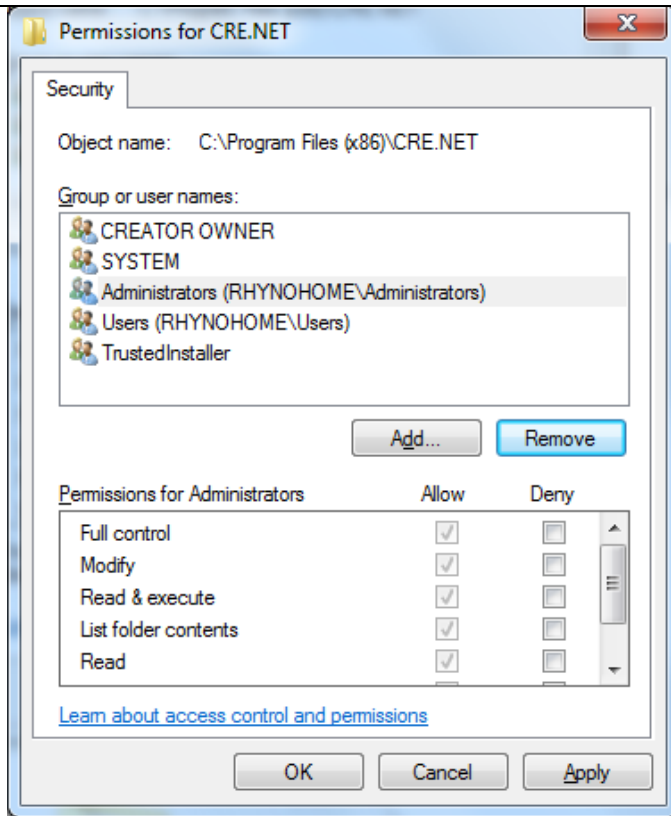 Permissions for CRE.NET
Security
Object name: C:\Program Files (x86)\CRE.NET
Group or user names:
CREATOR OWNER
SYSTEM
Administrators (RHYNOHOME\Administrators)
Users (RHYNOHOME\Users)
TrustedInstaller
Add... Remove
Permissions for Administrators Allow Deny
Full control
Modify
Read & execute
List folder contents
Read
Learn about access control and permissions
OK Cancel Apply